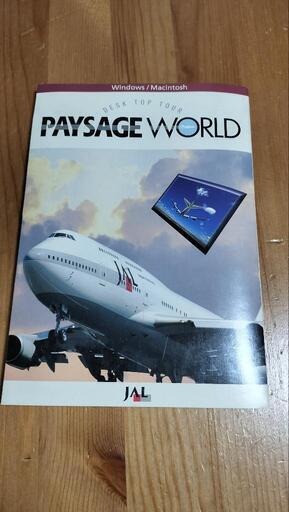 Windows/Macintosh
DESK TOP TOUR
PAYSAGE WORLD
JAL
JAL